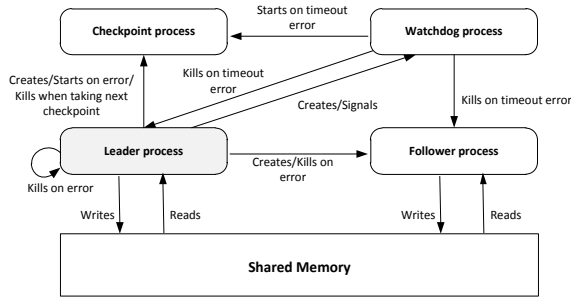 Starts on timeout
error
Checkpoint process
Watchdog process
Creates/Starts on error/
Kills when taking next
checkpoint
Kills on timeout
error
Creates/Signals
Kills on timeout error
Leader process
Creates/Kills on
error
Follower process
Kills on error
Writes
Reads
Writes
Reads
Shared Memory